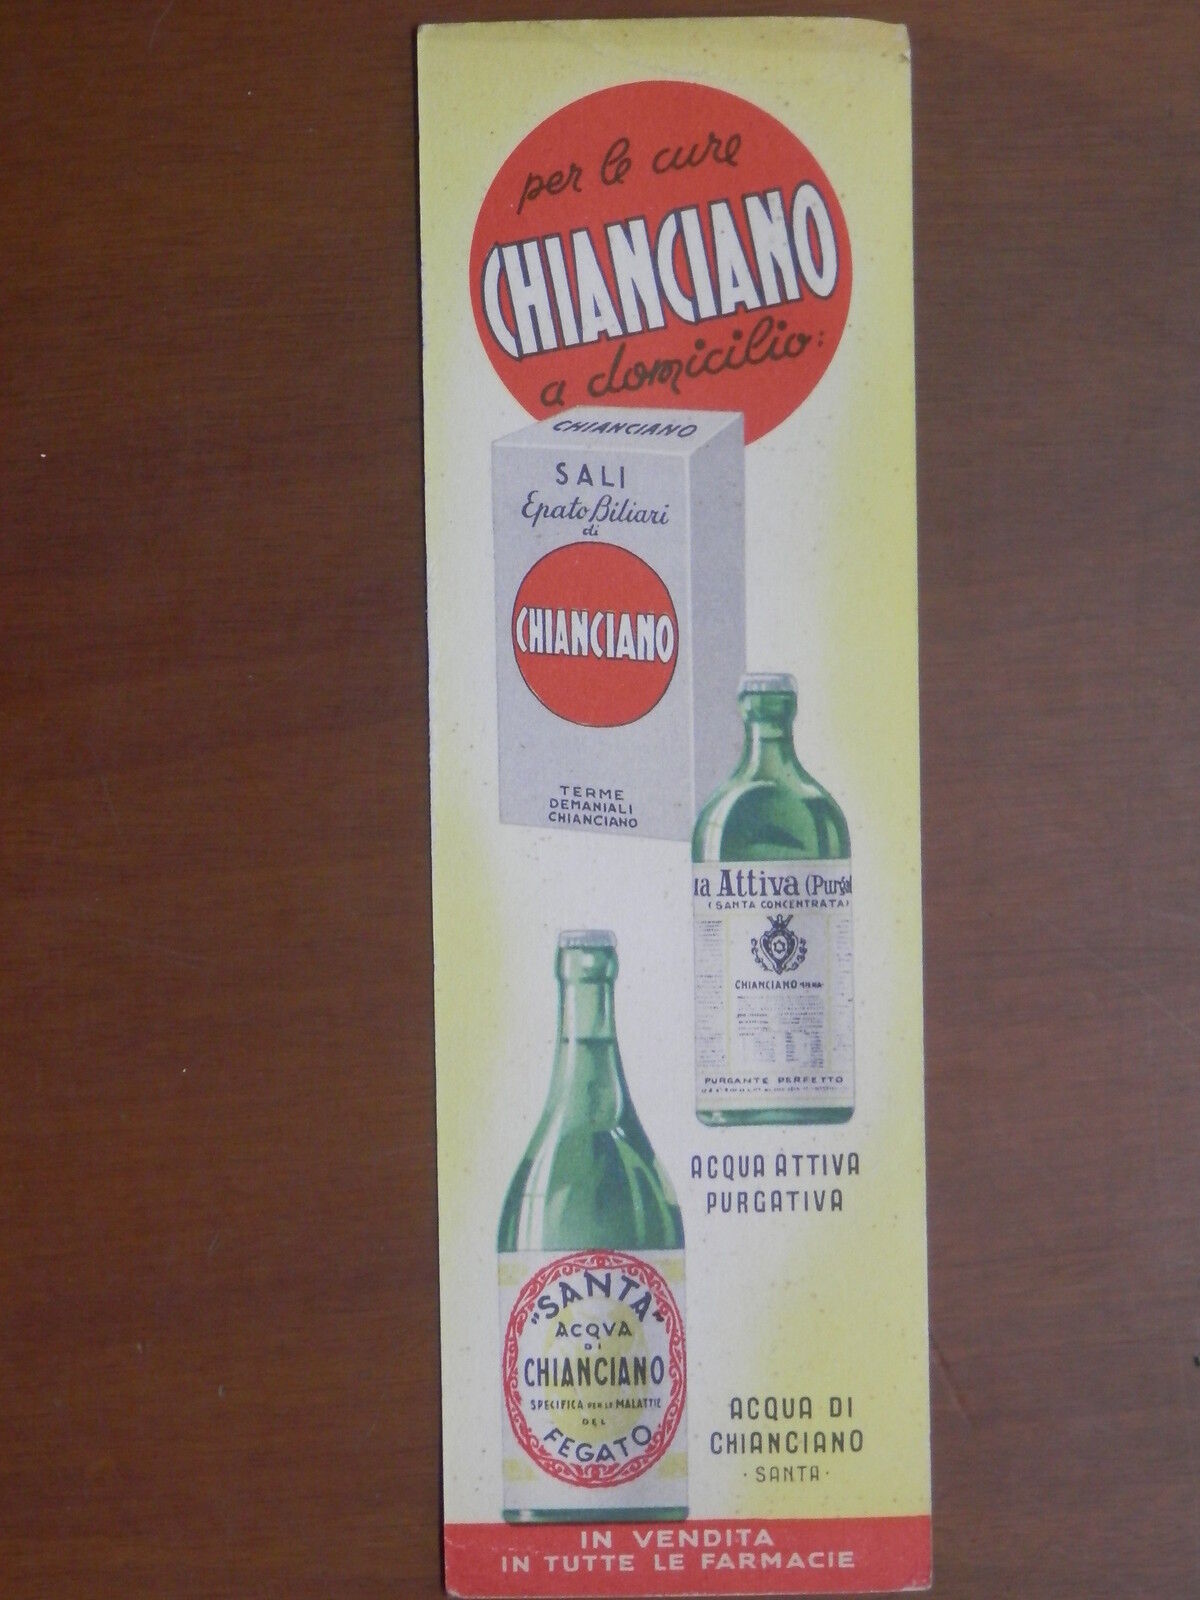 per le cure
CHIANCIANO
a domicilio:
CHIANCIANO
SALI
Epato Biliari
di
CHIANCIANO
TERME
DEMANIALI
CHIANCIANO
ua Attiva (Purgat
(SANTA CONCENTRATA)
CHIANCIANO
PURGANTE PERFETTO
ACQUA ATTIVA
PURGATIVA
"SANTA"
ACQVA
DI
CHIANCIANO
SPECIFICA PER LE MALATTIE
DEL
FEGATO
ACQUA DI
CHIANCIANO
·SANTA·
IN VENDITA
IN TUTTE LE FARMACIE